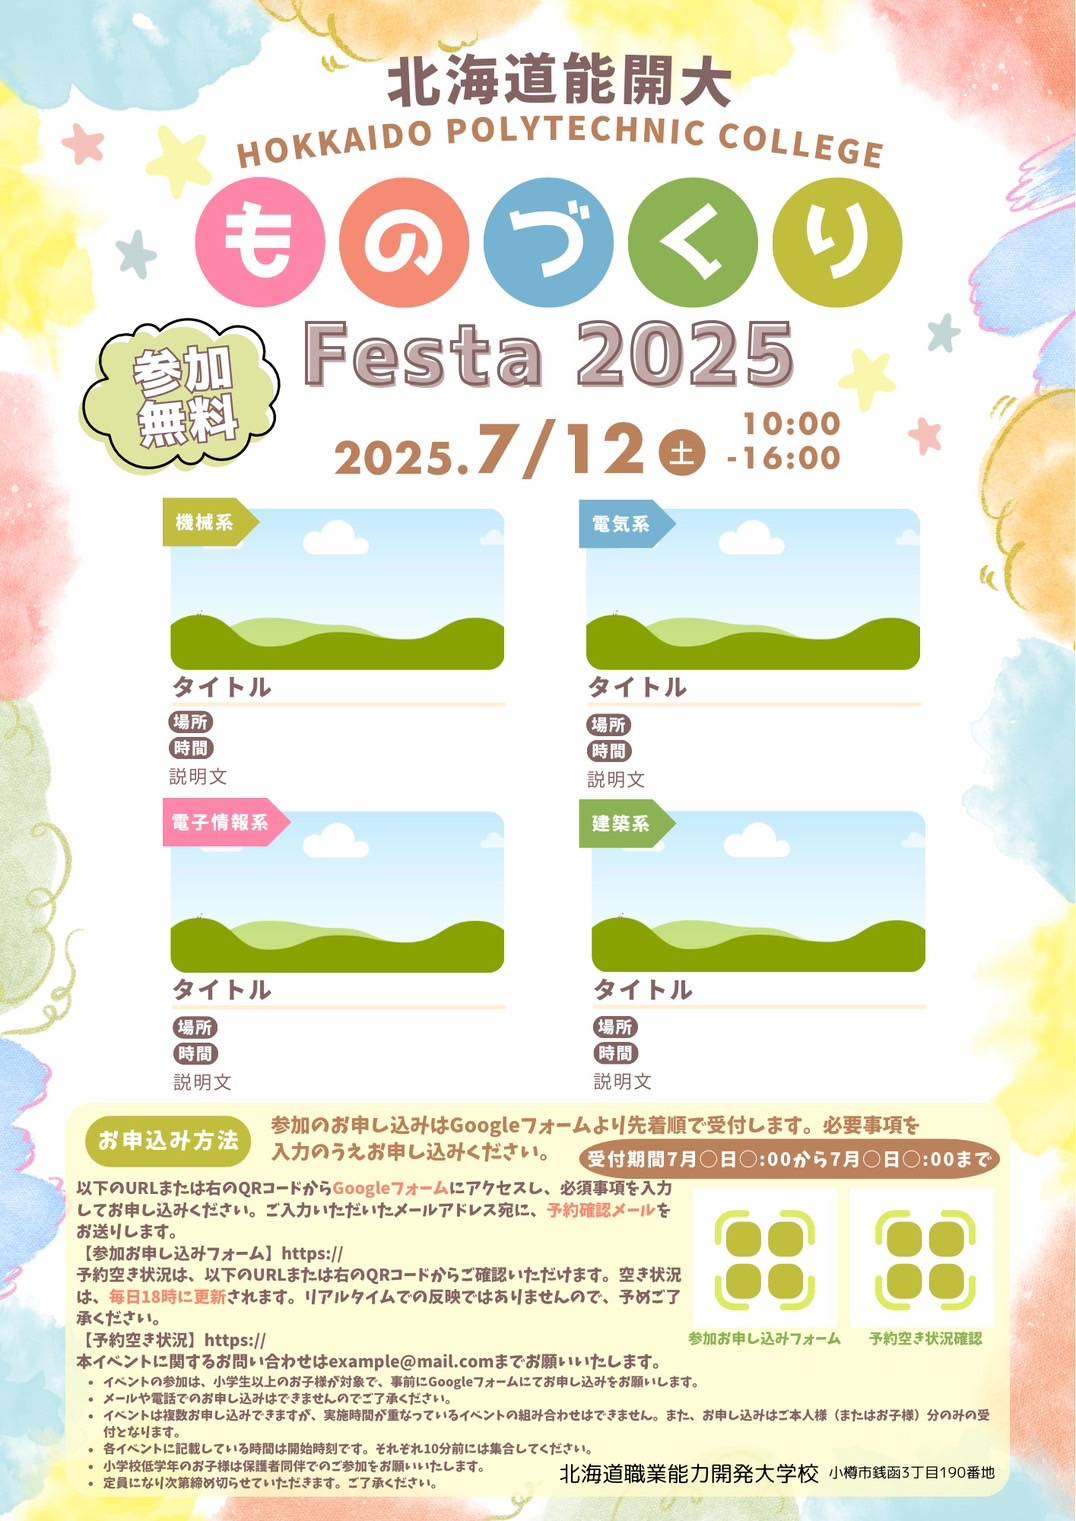 北海道能開大
HOKKAIDO POLYTECHNIC COLLEGE
ものづくり
Festa 2025
参加
無料
2025.7/12 土 10:00
-16:00
機械系
タイトル
場所
時間
説明文
電気系
タイトル
場所
時間
説明文
電子情報系
タイトル
場所
時間
説明文
建築系
タイトル
場所
時間
説明文
お申込み方法
参加のお申し込みはGoogleフォームより先着順で受付します。必要事項を
入力のうえお申し込みください。
受付期間7月○日○:00から7月○日○:00まで
以下のURLまたは右のQRコードからGoogleフォームにアクセスし、必須事項を入力
してお申し込みください。ご入力いただいたメールアドレス宛に、予約確認メールを
お送りします。
【参加お申し込みフォーム】https://
予約空き状況は、以下のURLまたは右のQRコードからご確認いただけます。空き状況
は、毎日18時に更新されます。リアルタイムでの反映ではありませんので、予めご了
承ください。
【予約空き状況】https://
本イベントに関するお問い合わせはexample@mail.comまでお願いいたします。
参加お申し込みフォーム
予約空き状況確認
• イベントの参加は、小学生以上のお子様が対象で、事前にGoogleフォームにてお申し込みをお願いします。
• メールや電話でのお申し込みはできませんのでご了承ください。
• イベントは複数お申し込みできますが、実施時間が重なっているイベントの組み合わせはできません。また、お申し込みはご本人様（またはお子様）分のみの受
付となります。
• 各イベントに記載している時間は開始時刻です。それぞれ10分前には集合してください。
• 小学校低学年のお子様は保護者同伴でのご参加をお願いいたします。
• 定員になり次第締め切らせていただきます。ご了承ください。
北海道職業能力開発大学校 小樽市銭函3丁目190番地